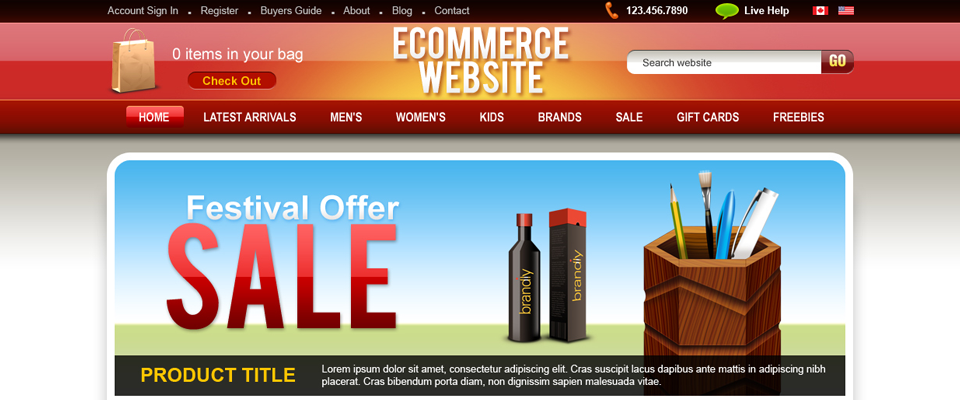 Account Sign In . Register . Buyers Guide . About . Blog . Contact
123.456.7890
Live Help
0 items in your bag
Check Out
ECOMMERCE
WEBSITE
Search website
GO
HOME
LATEST ARRIVALS
MEN'S
WOMEN'S
KIDS
BRANDS
SALE
GIFT CARDS
FREEBIES
Festival Offer
SALE
brandiy
brandiy
PRODUCT TITLE
Lorem ipsum dolor sit amet, consectetur adipiscing elit. Cras suscipit lacus dapibus ante mattis in adipiscing nibh
placerat. Cras bibendum porta diam, non dignissim sapien malesuada vitae.